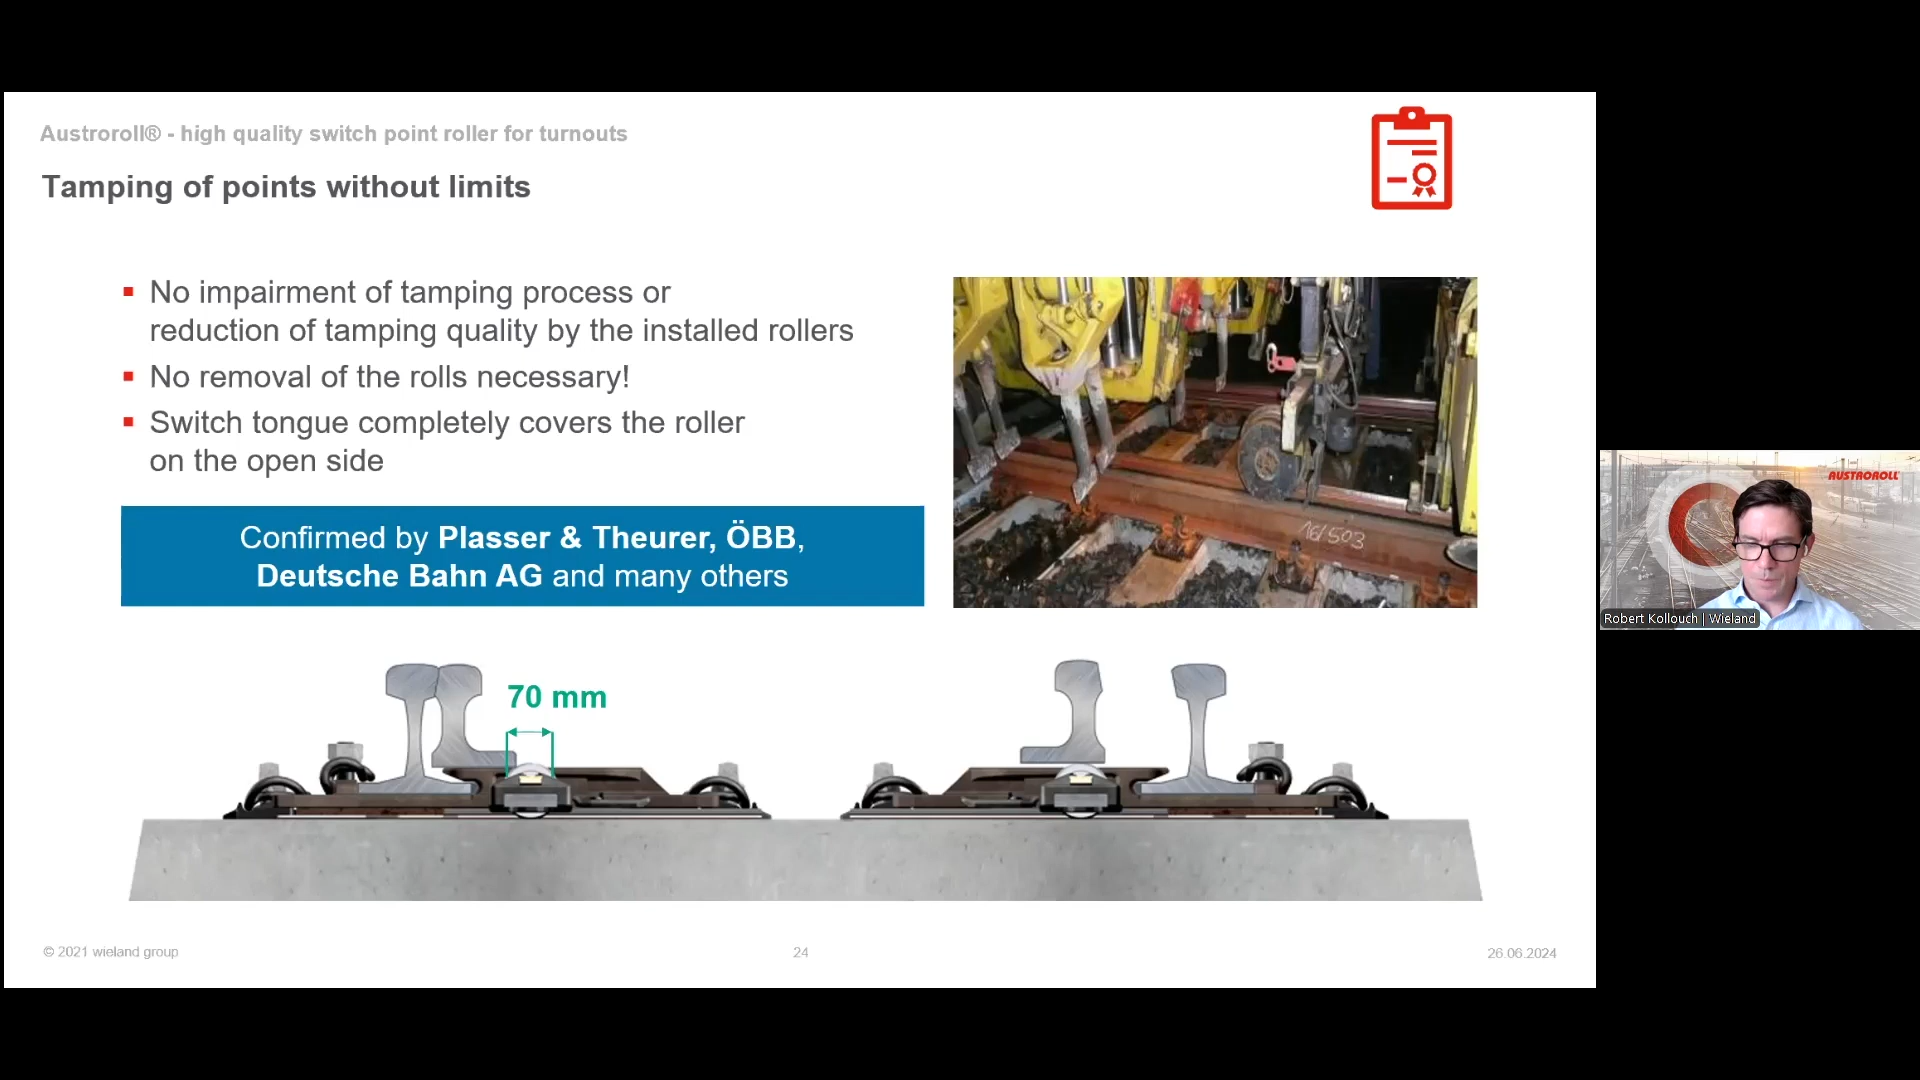 Austroroll® - high quality switch point roller for turnouts
Tamping of points without limits
No impairment of tamping process or
reduction of tamping quality by the installed rollers
No removal of the rolls necessary!
Switch tongue completely covers the roller
on the open side
Confirmed by Plasser & Theurer, ÖBB,
Deutsche Bahn AG and many others
16/503
70 mm
© 2021 wieland group
24
26.06.2024
AUSTROROLL
Robert Kollouch | Wieland